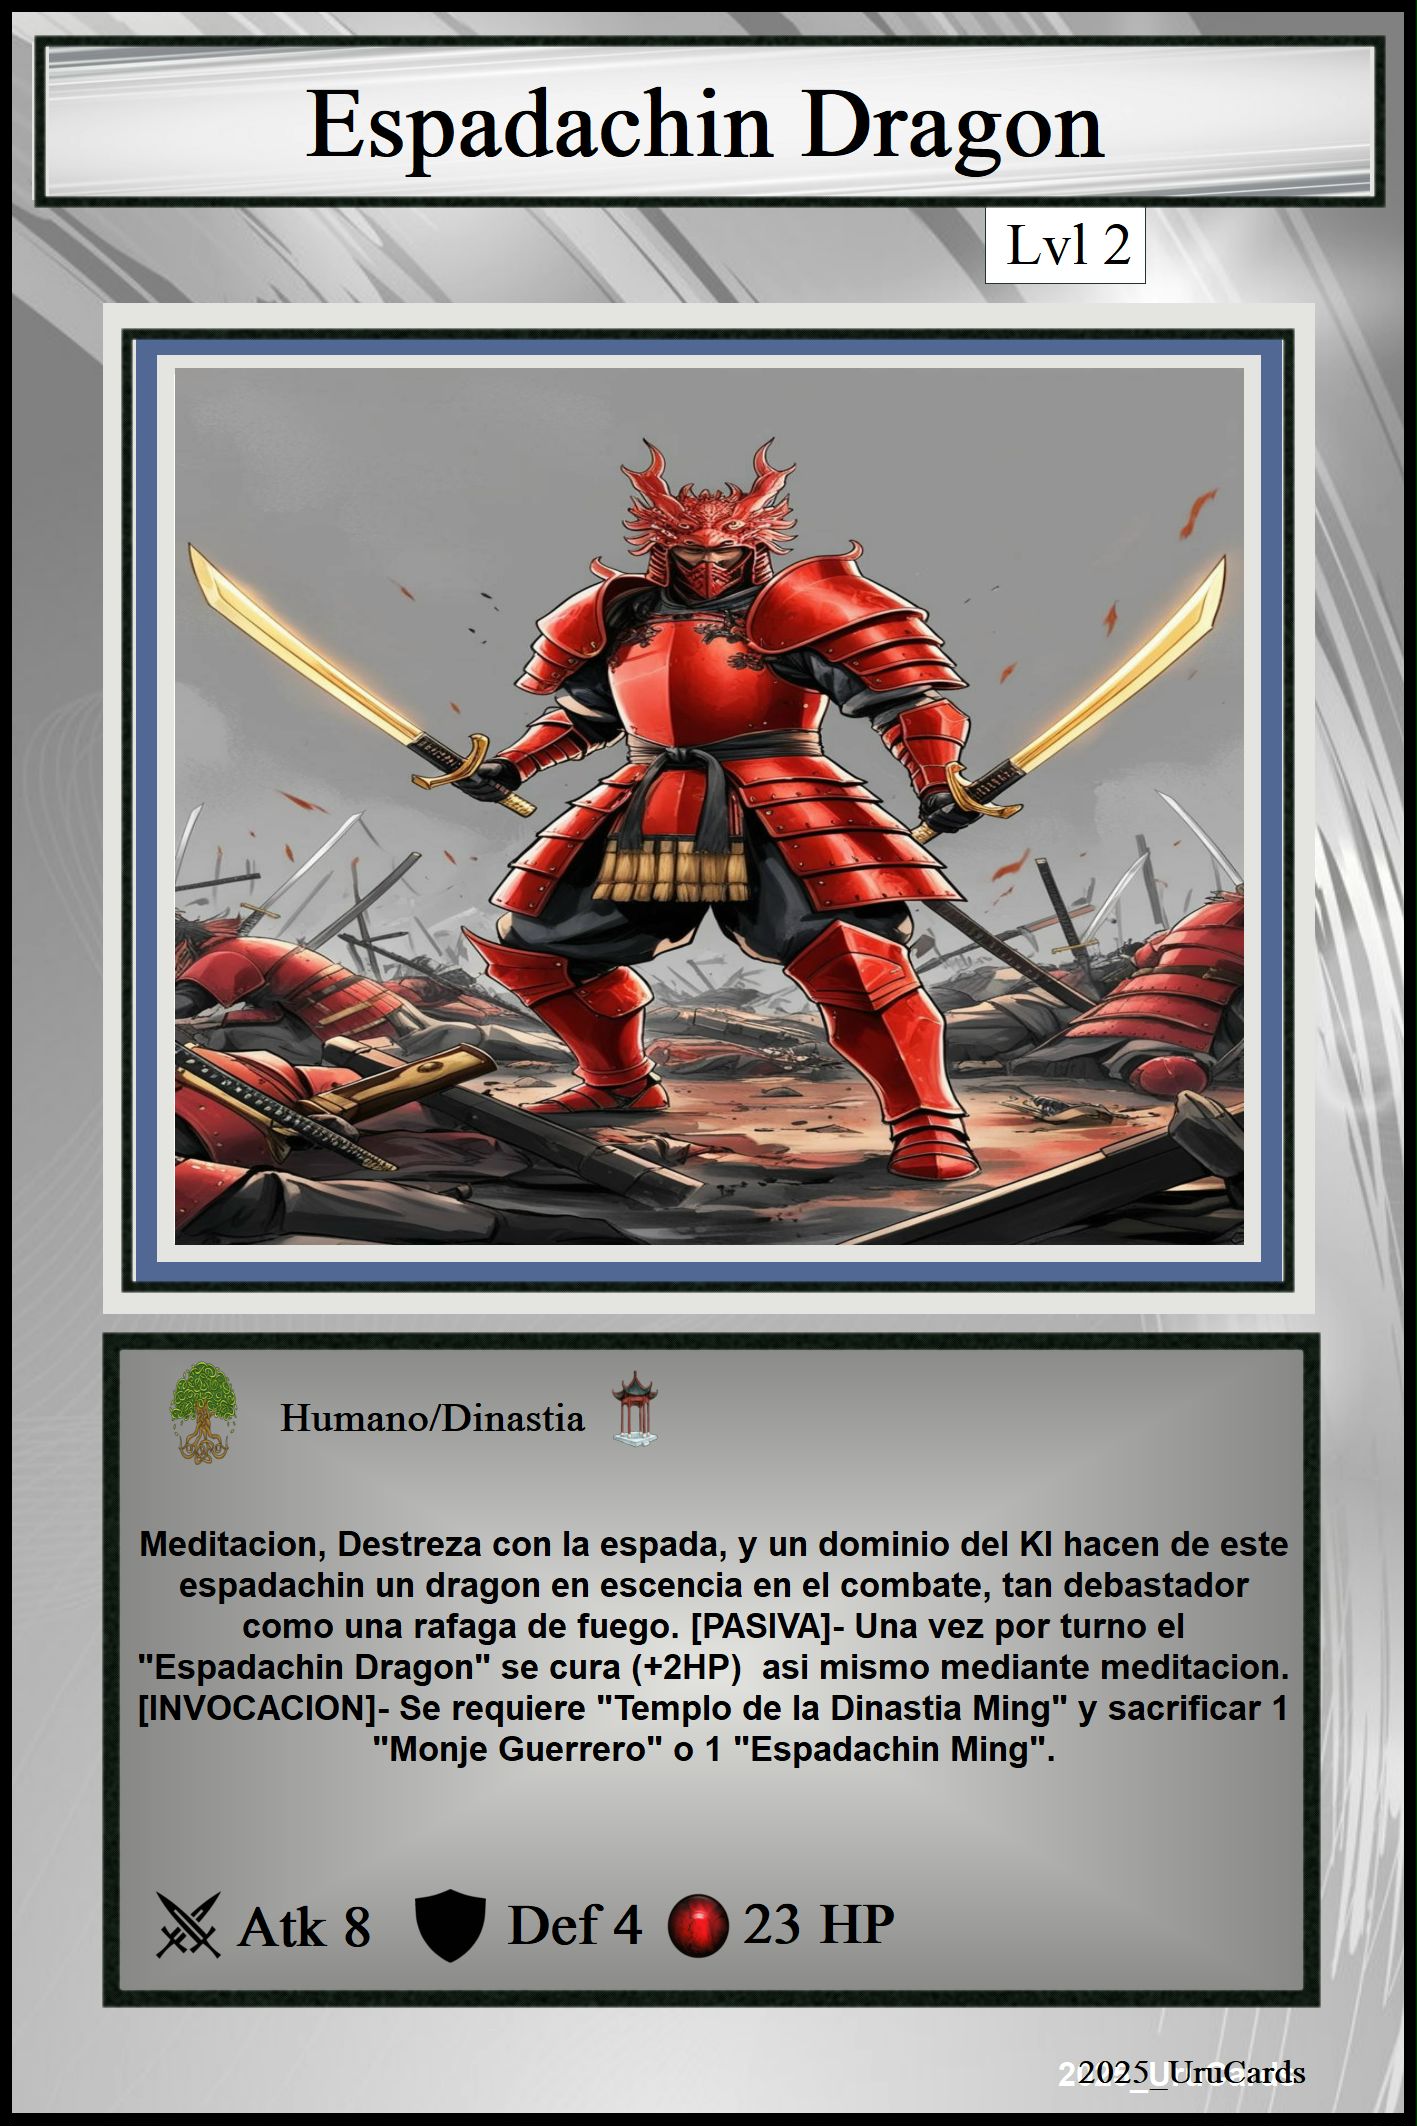 Espadachin Dragon
Lvl 2
Humano/Dinastia
Meditacion, Destreza con la espada, y un dominio del KI hacen de este
espadachin un dragon en escencia en el combate, tan debastador
como una rafaga de fuego. [PASIVA]- Una vez por turno el
"Espadachin Dragon" se cura (+2HP)  asi mismo mediante meditacion.
[INVOCACION]- Se requiere "Templo de la Dinastia Ming" y sacrificar 1
"Monje Guerrero" o 1 "Espadachin Ming".
Atk 8 Def 4 23 HP
2025_UruCards